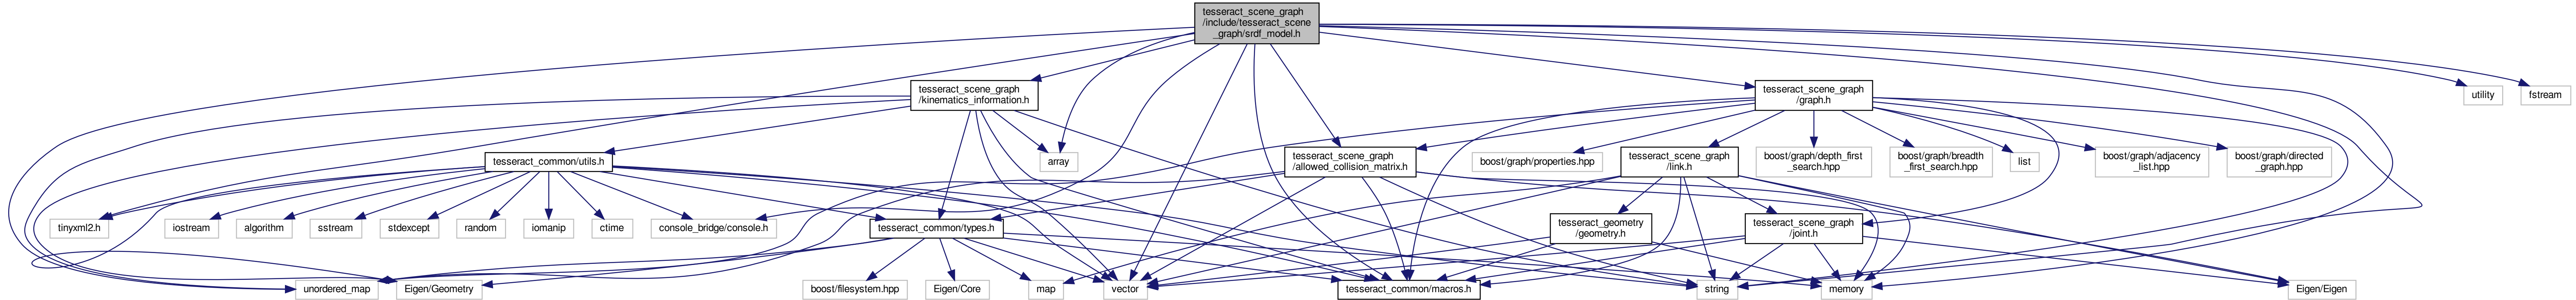 tesseract_scene_graph
/include/tesseract_scene
_graph/srdf_model.h
tesseract_scene_graph
/kinematics_information.h
tesseract_scene_graph
/graph.h
utility
fstream
tesseract_common/utils.h
array
tesseract_scene_graph
/allowed_collision_matrix.h
boost/graph/properties.hpp
tesseract_scene_graph
/link.h
boost/graph/depth_first
_search.hpp
boost/graph/breadth
_first_search.hpp
list
boost/graph/adjacency
_list.hpp
boost/graph/directed
_graph.hpp
tinyxml2.h
iostream
algorithm
sstream
stdexcept
random
iomanip
ctime
console_bridge/console.h
tesseract_common/types.h
tesseract_geometry
/geometry.h
tesseract_scene_graph
/joint.h
unordered_map
Eigen/Geometry
boost/filesystem.hpp
Eigen/Core
map
vector
tesseract_common/macros.h
string
memory
Eigen/Eigen